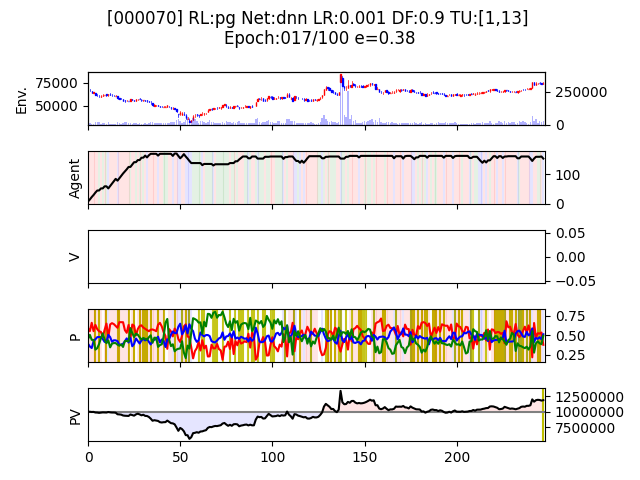 [000070] RL:pg Net:dnn LR:0.001 DF:0.9 TU:[1,13]
Epoch:017/100 e=0.38
Env.
75000
50000
250000
0
Agent
100
0
V
0.05
0.00
−0.05
P
0.75
0.50
0.25
PV
12500000
10000000
7500000
0
50
100
150
200